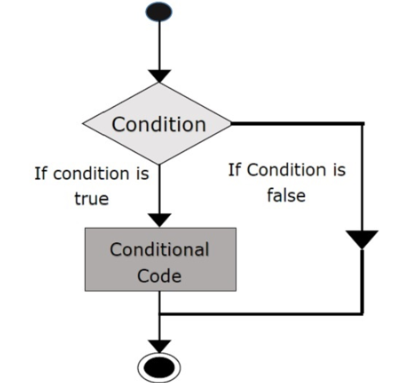 Condition
If condition is
true
If Condition is
false
Conditional
Code